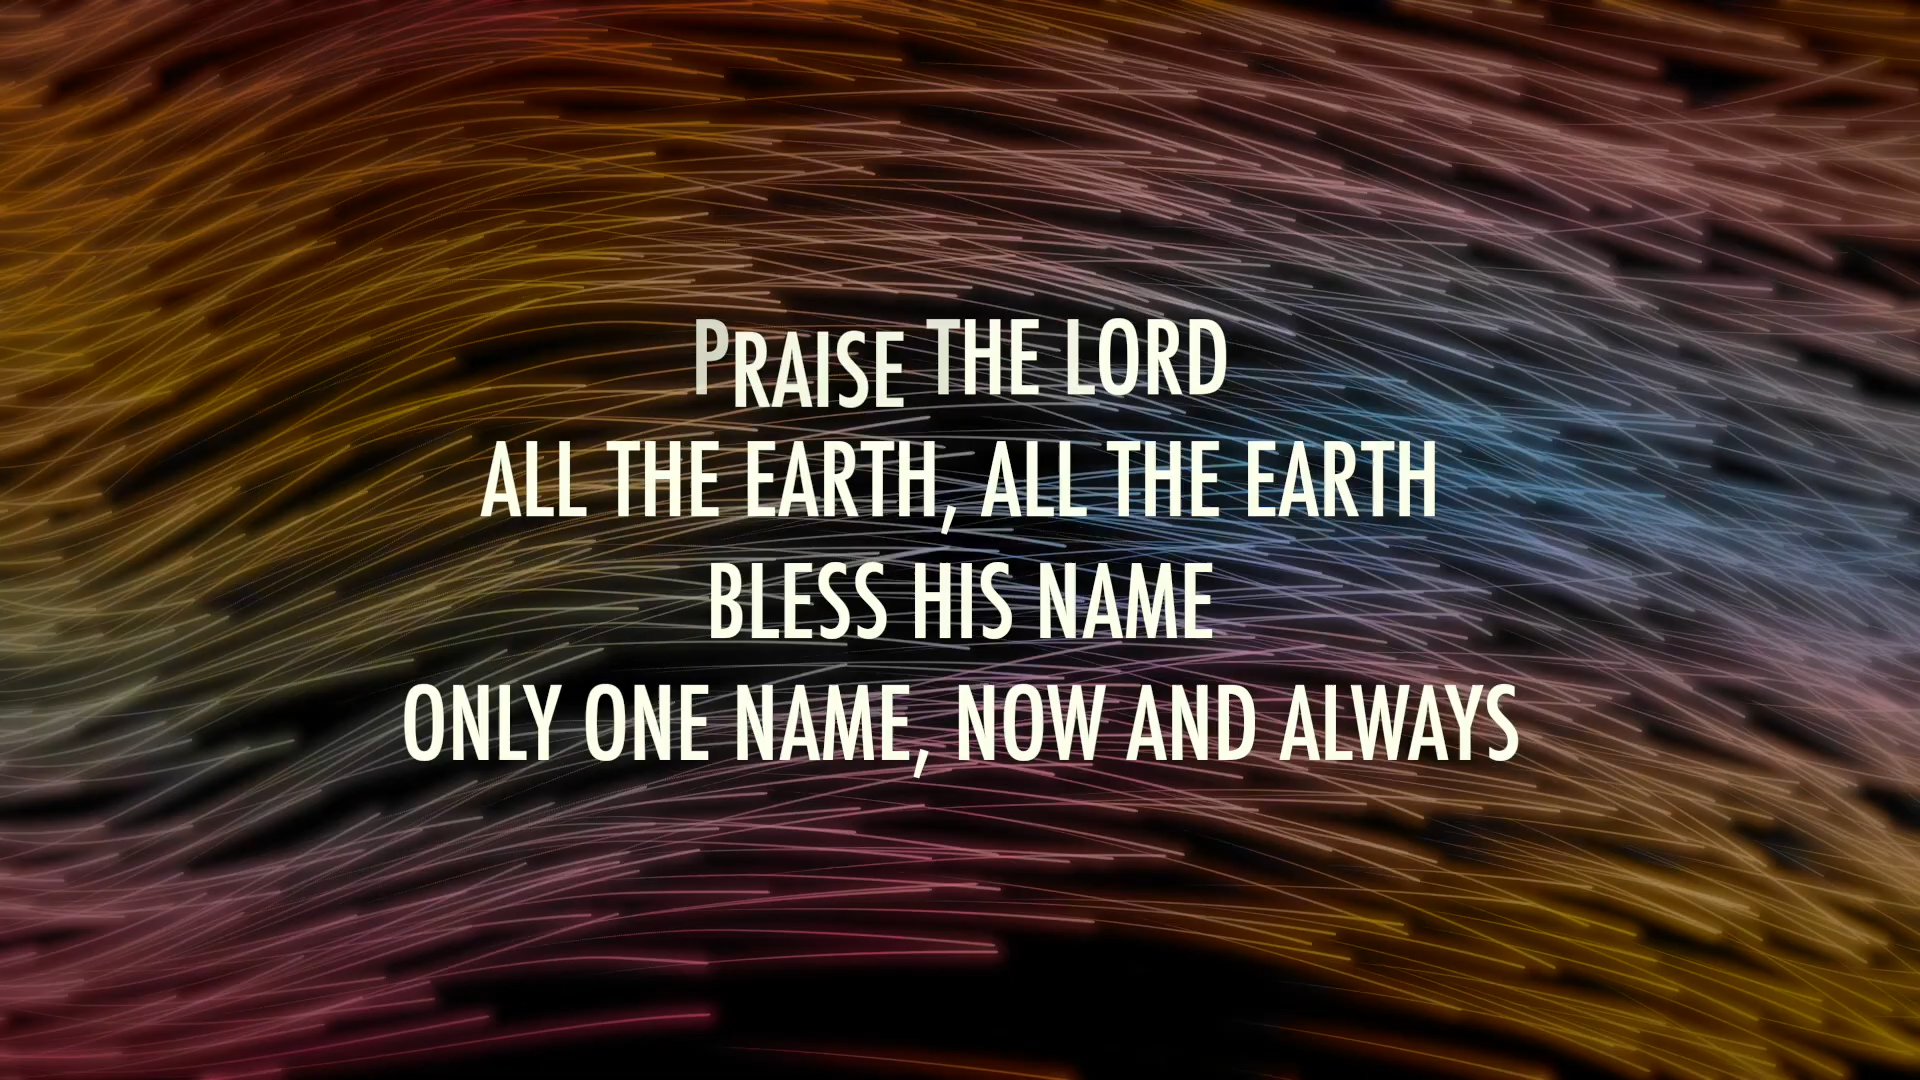 PRAISE THE LORD
ALL THE EARTH, ALL THE EARTH
BLESS HIS NAME
ONLY ONE NAME, NOW AND ALWAYS